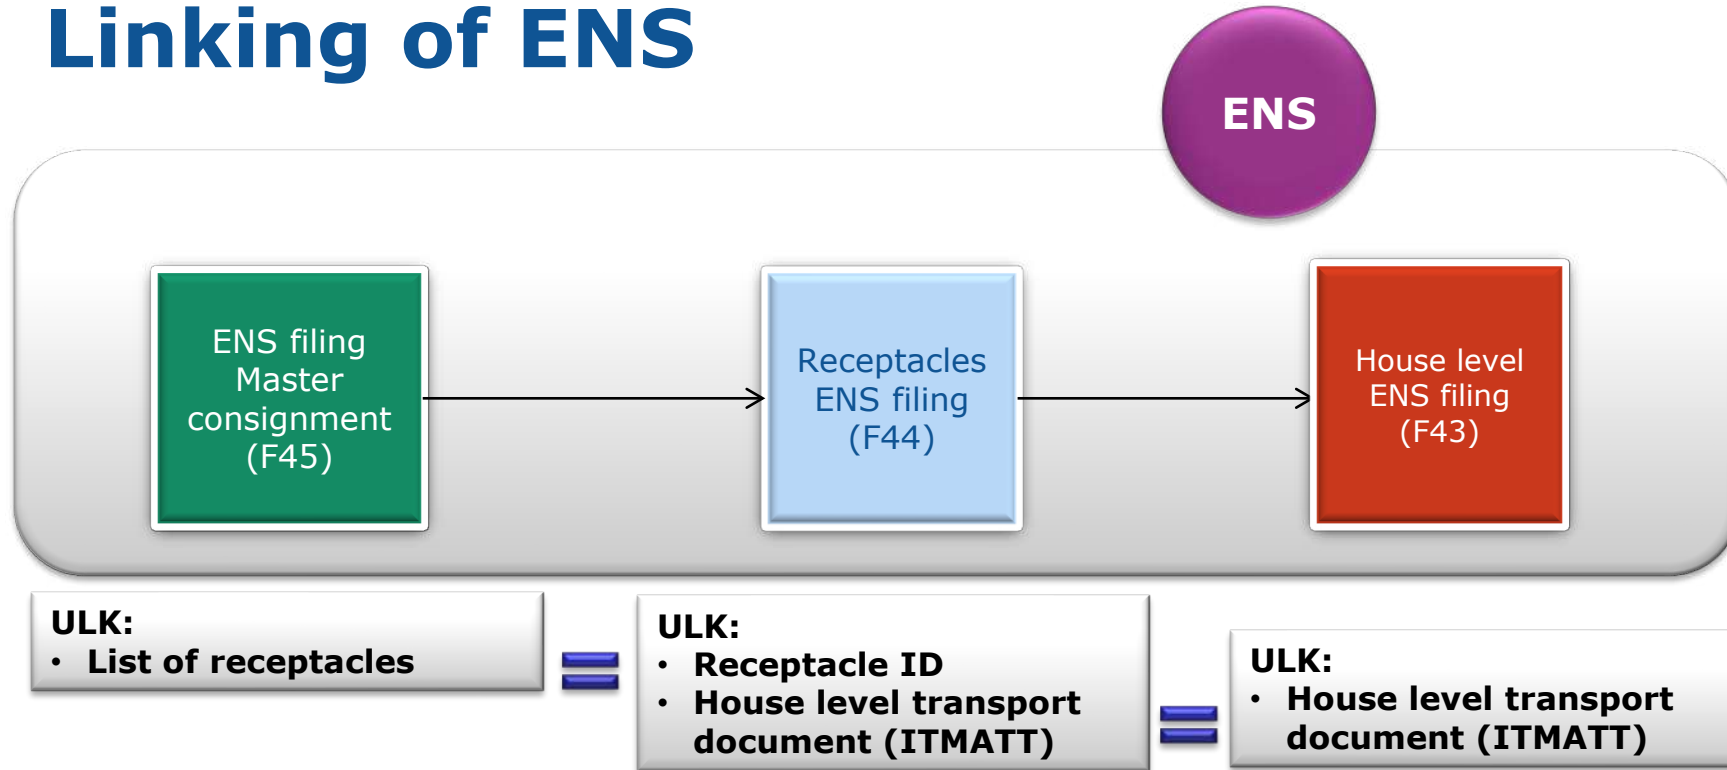 Linking of ENS
ENS
ENS filing
Master
consignment
(F45)
Receptacles
ENS filing
(F44)
House level
ENS filing
(F43)
ULK:
• List of receptacles
ULK:
• Receptacle ID
• House level transport
document (ITMATT)
ULK:
• House level transport
document (ITMATT)